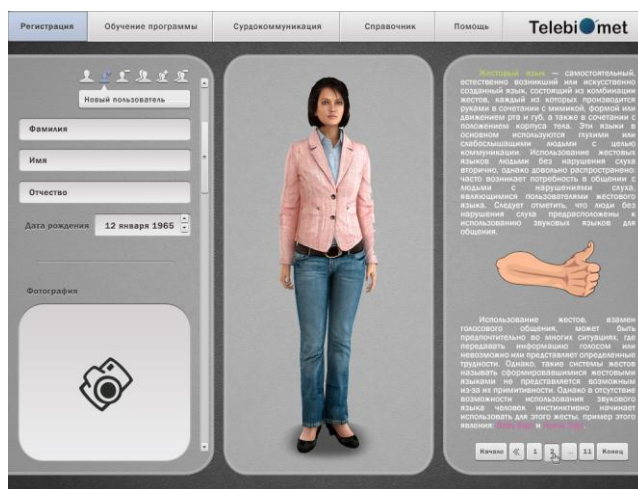 Регистрация
Обучение программы
Сурдокоммуникация
Справочник
Помощь
Telebiomet
Новый пользователь
Фамилия
Имя
Отчество
Дата рождения
12 января 1965
Фотография
Жестовый язык — самостоятельный,
естественно возникший или искусственно
созданный язык, состоящий из комбинации
жестов, каждый из которых производится
руками в сочетании с мимикой, формой или
движением рта и губ, а также в сочетании с
положением корпуса тела. Эти языки в
основном используются глухими или
слабослышащими людьми с целью
коммуникации. Использование жестовых
языков людьми без нарушения слуха
вторично, однако довольно распространено:
часто возникает потребность в общении с
людьми с нарушениями слуха,
являющимися пользователями жестового
языка. Следует отметить, что люди без
нарушения слуха предрасположены к
использованию звуковых языков для
общения.
Использование жестов, взамен
голосового общения, может быть
предпочтительно во многих ситуациях, где
передавать информацию голосом или
невозможно или представляет определенные
трудности. Однако, такие системы жестов
называть сформировавшимися жестовыми
языками не представляется возможным
из-за их примитивности. Однако в отсутствие
возможности использования звукового
языка человек инстинктивно начинает
использовать для этого жесты, пример этого
явления: Baby Sign и Home Sign.
Начало « 1 2 ... 11 Конец